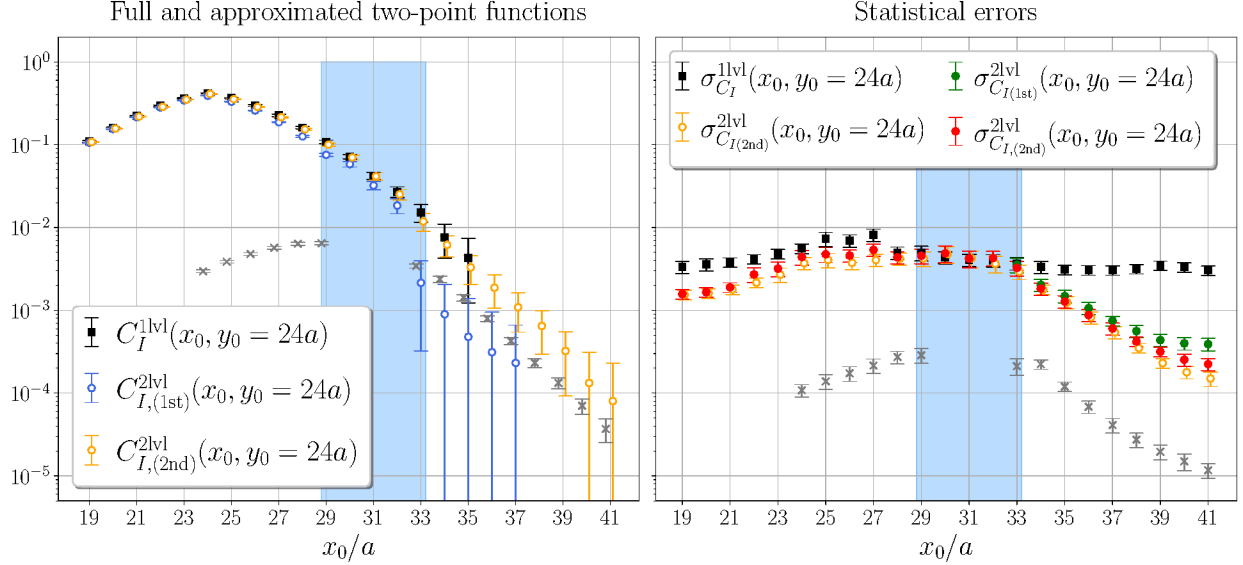 Full and approximated two-point functions
10^0
10^{-1}
10^{-2}
10^{-3}
10^{-4}
10^{-5}
C_I^{1lvl}(x_0, y_0 = 24a)
C_{I,(1st)}^{2lvl}(x_0, y_0 = 24a)
C_{I,(2nd)}^{2lvl}(x_0, y_0 = 24a)
19 21 23 25 27 29 31 33 35 37 39 41
x_0/a
Statistical errors
σ_{C_I}^{1lvl}(x_0, y_0 = 24a)
σ_{C_{I(2nd)}}^{2lvl}(x_0, y_0 = 24a)
σ_{C_{I(1st)}}^{2lvl}(x_0, y_0 = 24a)
σ_{C_{I,(2nd)}}^{2lvl}(x_0, y_0 = 24a)
19 21 23 25 27 29 31 33 35 37 39 41
x_0/a